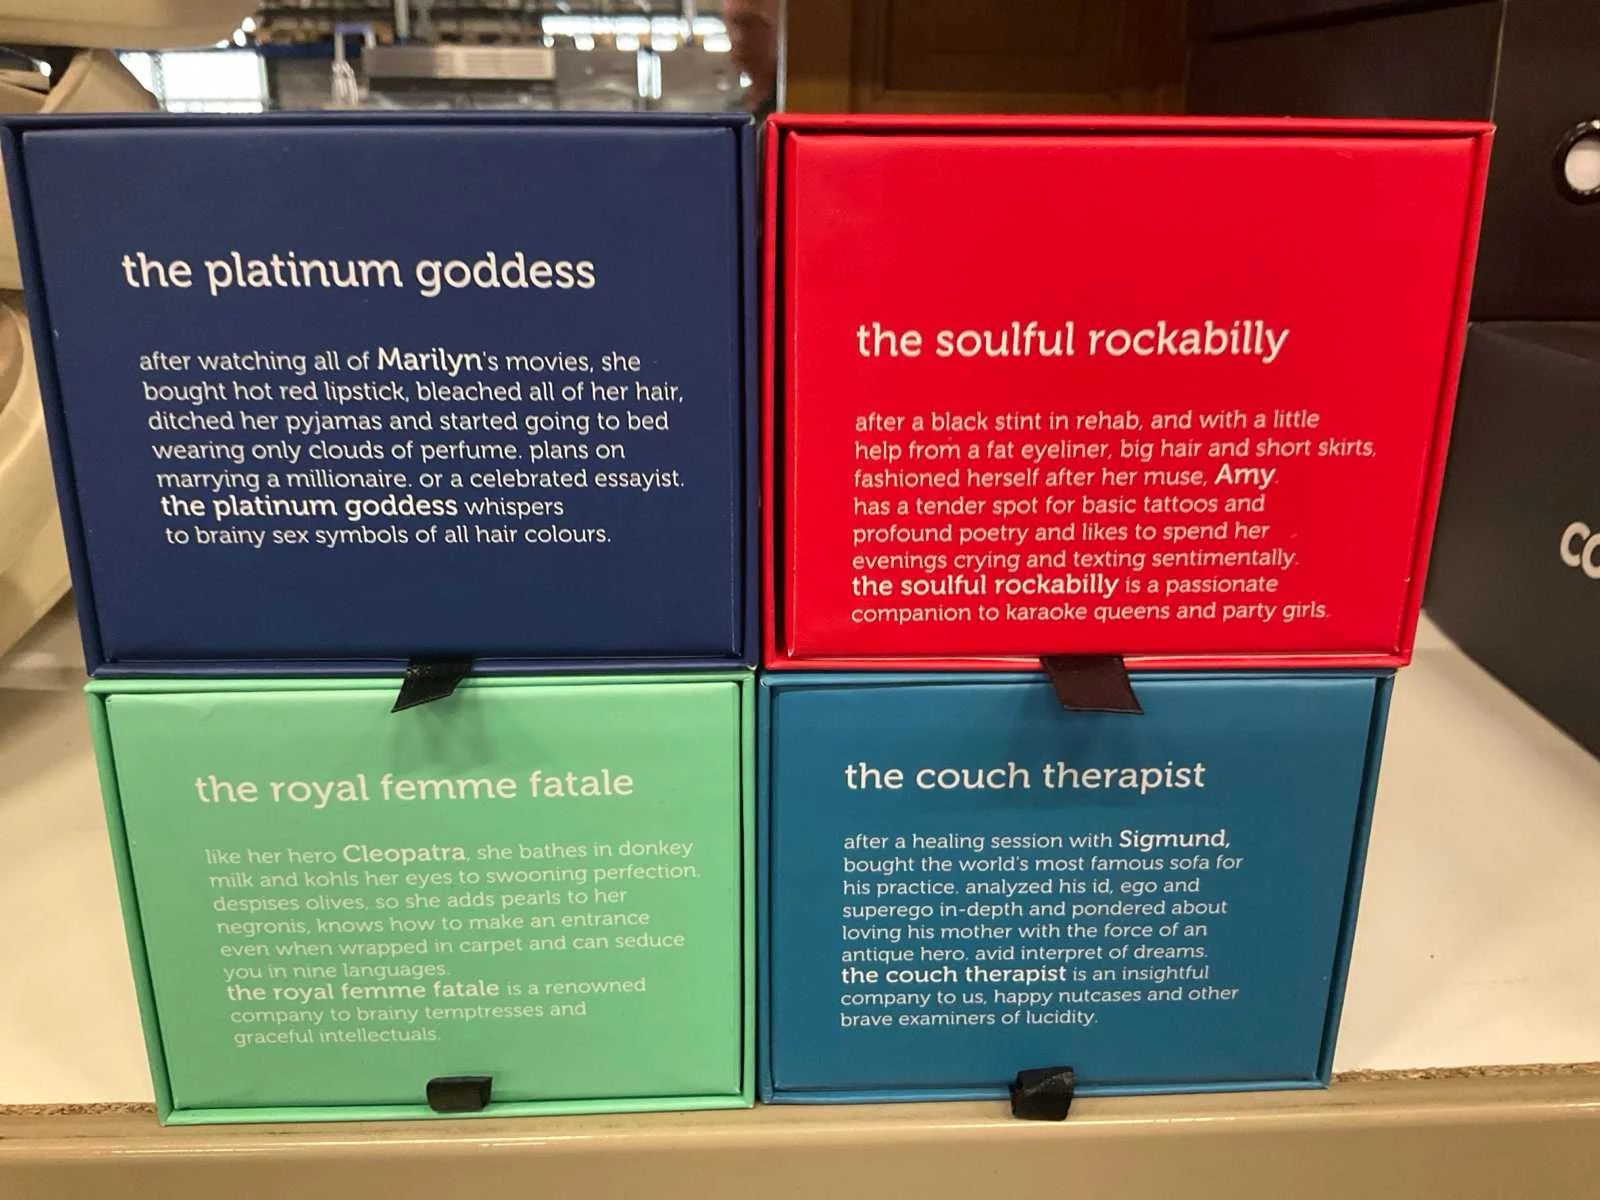 the platinum goddess
after watching all of Marilyn's movies, she
bought hot red lipstick, bleached all of her hair,
ditched her pyjamas and started going to bed
wearing only clouds of perfume. plans on
marrying a millionaire. or a celebrated essayist.
the platinum goddess whispers
to brainy sex symbols of all hair colours.
the soulful rockabilly
after a black stint in rehab, and with a little
help from a fat eyeliner, big hair and short skirts,
fashioned herself after her muse, Amy.
has a tender spot for basic tattoos and
profound poetry and likes to spend her
evenings crying and texting sentimentally.
the soulful rockabilly is a passionate
companion to karaoke queens and party girls.
the royal femme fatale
like her hero Cleopatra, she bathes in donkey
milk and kohls her eyes to swooning perfection.
despises olives, so she adds pearls to her
negronis, knows how to make an entrance
even when wrapped in carpet and can seduce
you in nine languages.
the royal femme fatale is a renowned
company to brainy temptresses and
graceful intellectuals.
the couch therapist
after a healing session with Sigmund,
bought the world's most famous sofa for
his practice. analyzed his id, ego and
superego in-depth and pondered about
loving his mother with the force of an
antique hero. avid interpret of dreams.
the couch therapist is an insightful
company to us, happy nutcases and other
brave examiners of lucidity.